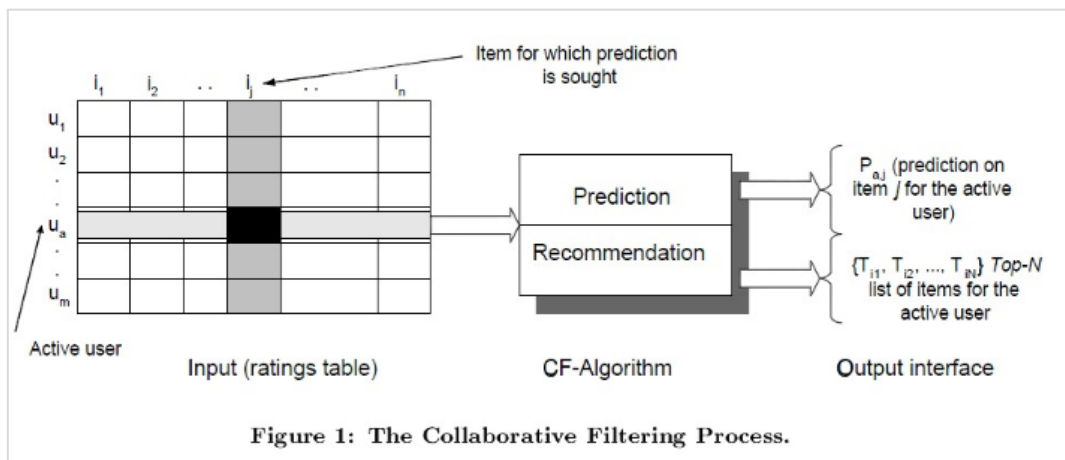 Item for which prediction
is sought
i1 i2 . . ij . . in
u1
u2
.
.
ua
.
.
um
Active user
Prediction
Recommendation
Pa,j (prediction on
item j for the active
user)
{Ti1, Ti2, ..., TiN} Top-N
list of items for the
active user
Input (ratings table)
CF-Algorithm
Output interface
Figure 1: The Collaborative Filtering Process.